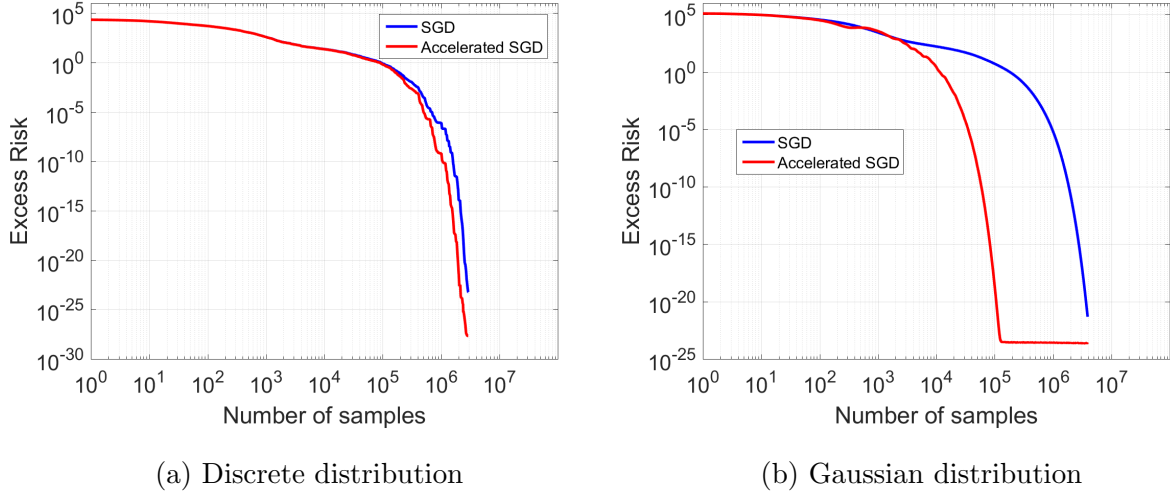 10^5
10^0
10^-5
10^-10
10^-15
10^-20
10^-25
10^-30
Excess Risk
SGD
Accelerated SGD
10^0 10^1 10^2 10^3 10^4 10^5 10^6 10^7
Number of samples
(a) Discrete distribution
10^5
10^0
10^-5
10^-10
10^-15
10^-20
10^-25
Excess Risk
SGD
Accelerated SGD
10^0 10^1 10^2 10^3 10^4 10^5 10^6 10^7
Number of samples
(b) Gaussian distribution